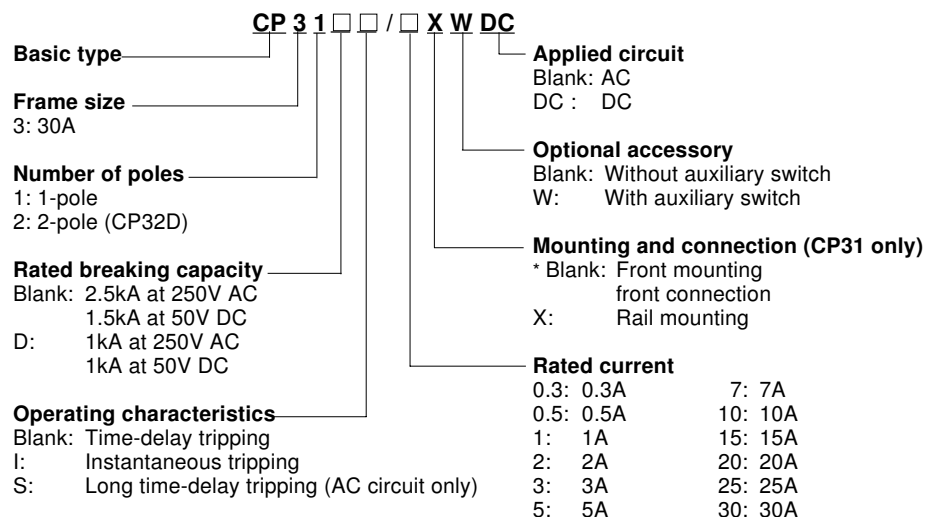 CP 3 1 □ □ / □ X W DC
Basic type
Frame size
3: 30A
Number of poles
1: 1-pole
2: 2-pole (CP32D)
Rated breaking capacity
Blank: 2.5kA at 250V AC
1.5kA at 50V DC
D: 1kA at 250V AC
1kA at 50V DC
Operating characteristics
Blank: Time-delay tripping
I: Instantaneous tripping
S: Long time-delay tripping (AC circuit only)
Applied circuit
Blank: AC
DC : DC
Optional accessory
Blank: Without auxiliary switch
W: With auxiliary switch
Mounting and connection (CP31 only)
* Blank: Front mounting
front connection
X: Rail mounting
Rated current
0.3: 0.3A 7: 7A
0.5: 0.5A 10: 10A
1: 1A 15: 15A
2: 2A 20: 20A
3: 3A 25: 25A
5: 5A 30: 30A